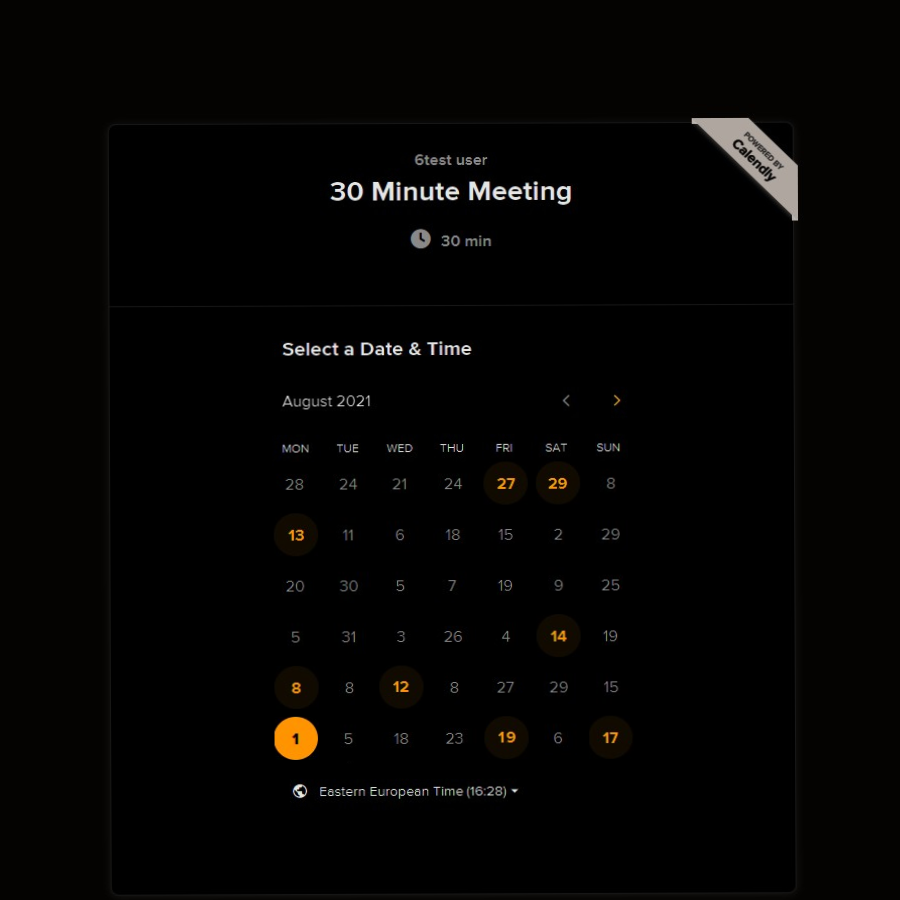 POWERED BY
Calendly
6test user
30 Minute Meeting
30 min
Select a Date & Time
August 2021
MON TUE WED THU FRI SAT SUN
28 24 21 24 27 29 8
13 11 6 18 15 2 29
20 30 5 7 19 9 25
5 31 3 26 4 14 19
8 8 12 8 27 29 15
1 5 18 23 19 6 17
Eastern European Time (16:28)